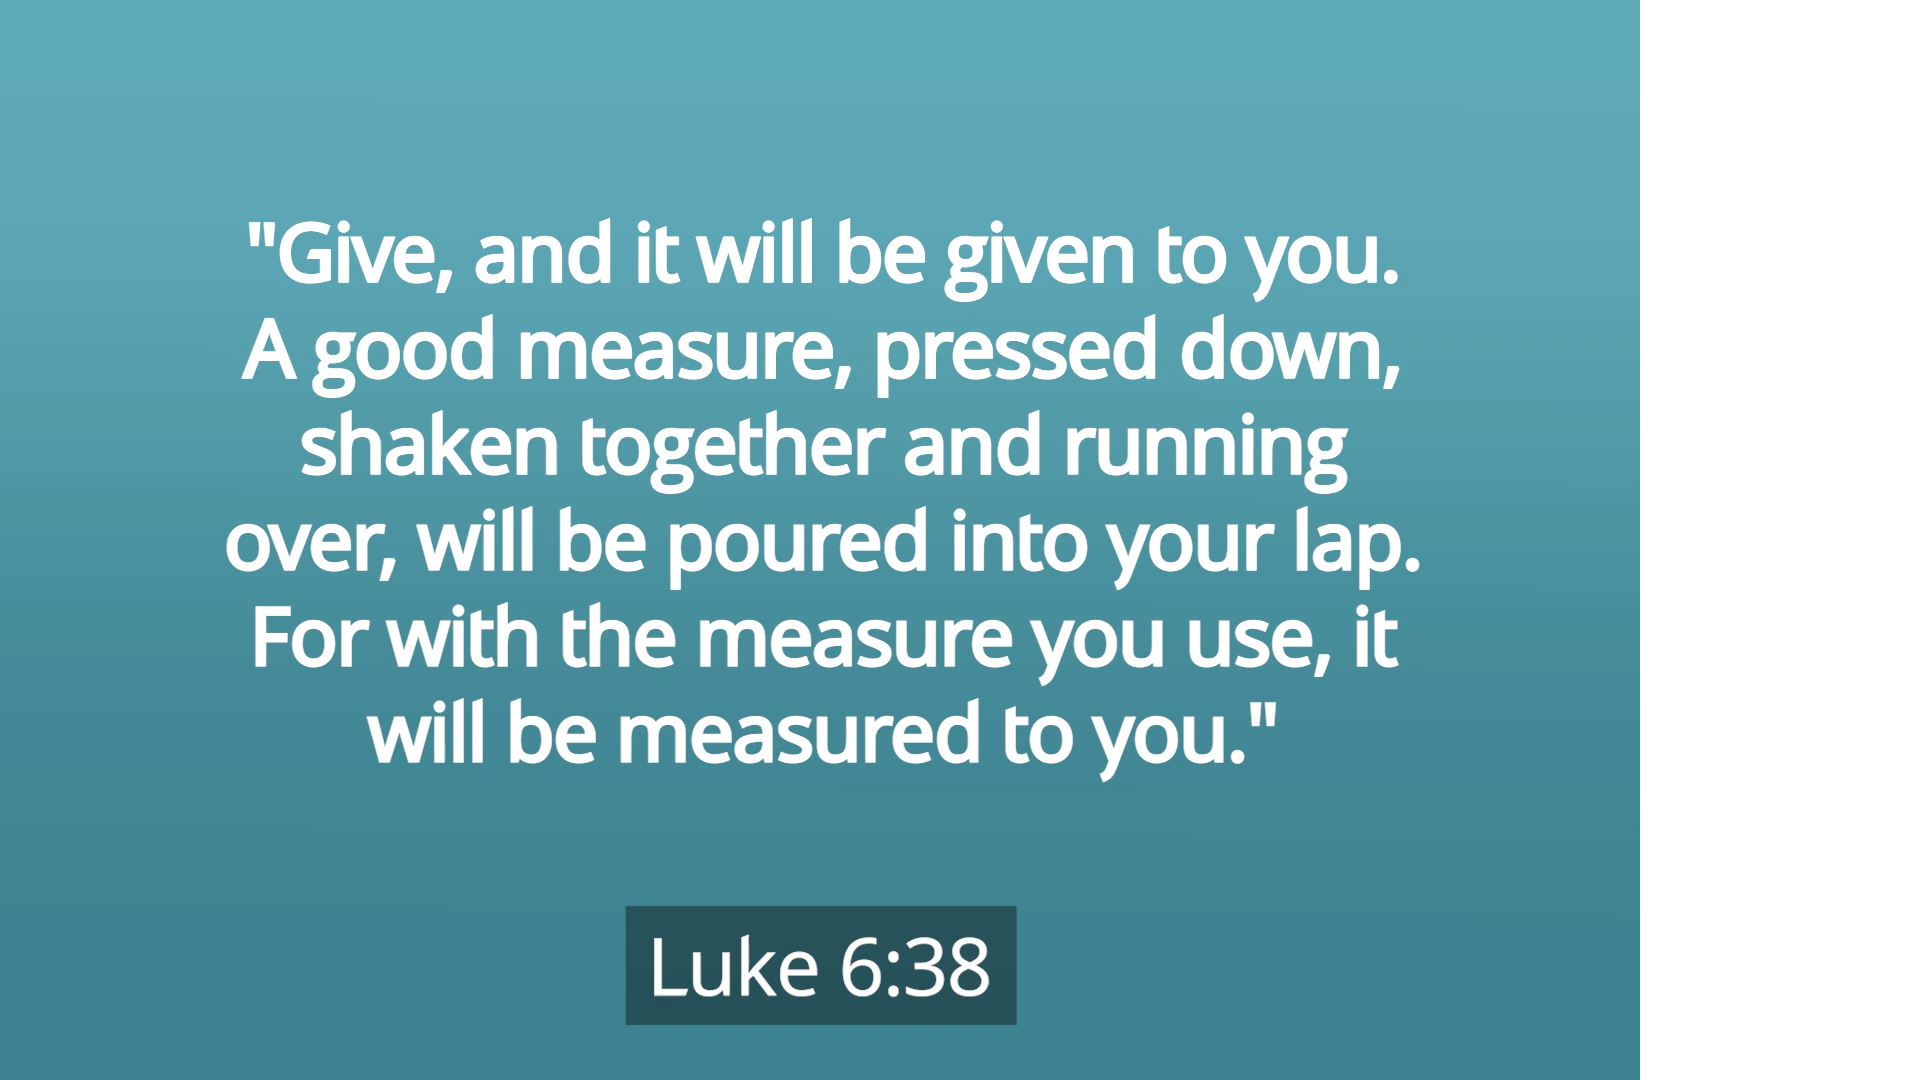 "Give, and it will be given to you.
A good measure, pressed down,
shaken together and running
over, will be poured into your lap.
For with the measure you use, it
will be measured to you."
Luke 6:38